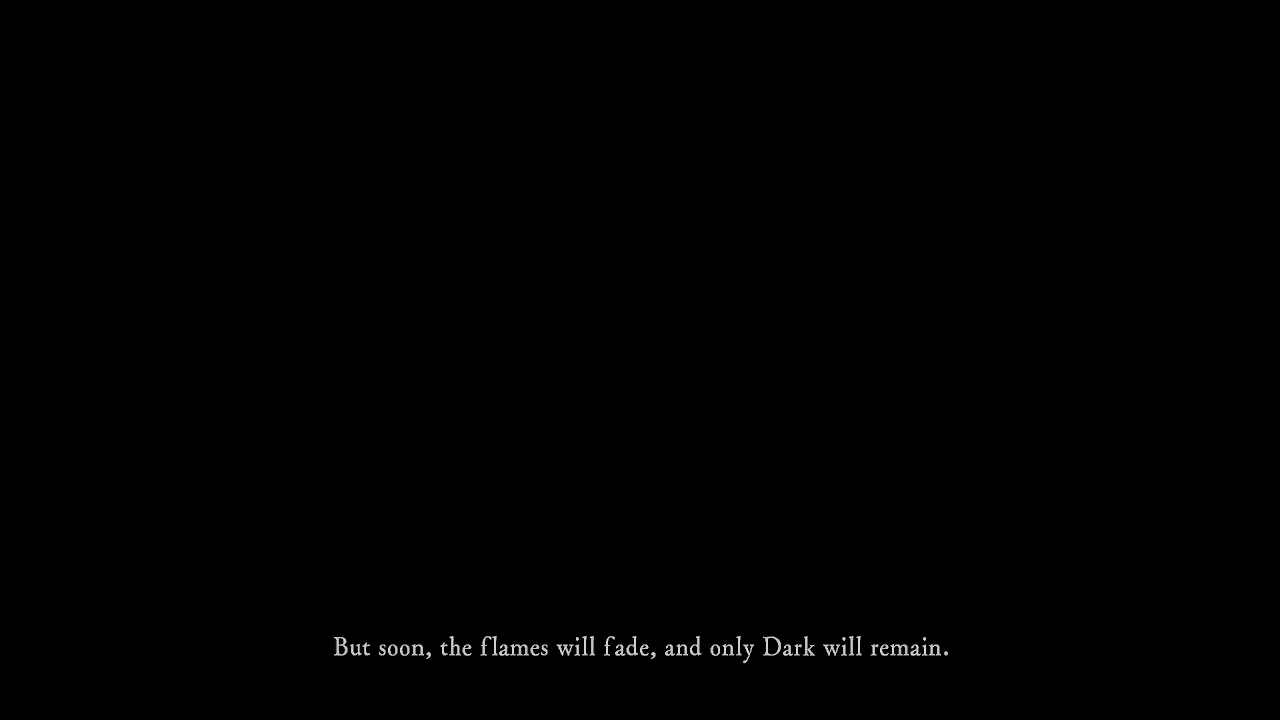 But soon, the flames will fade, and only Dark will remain.